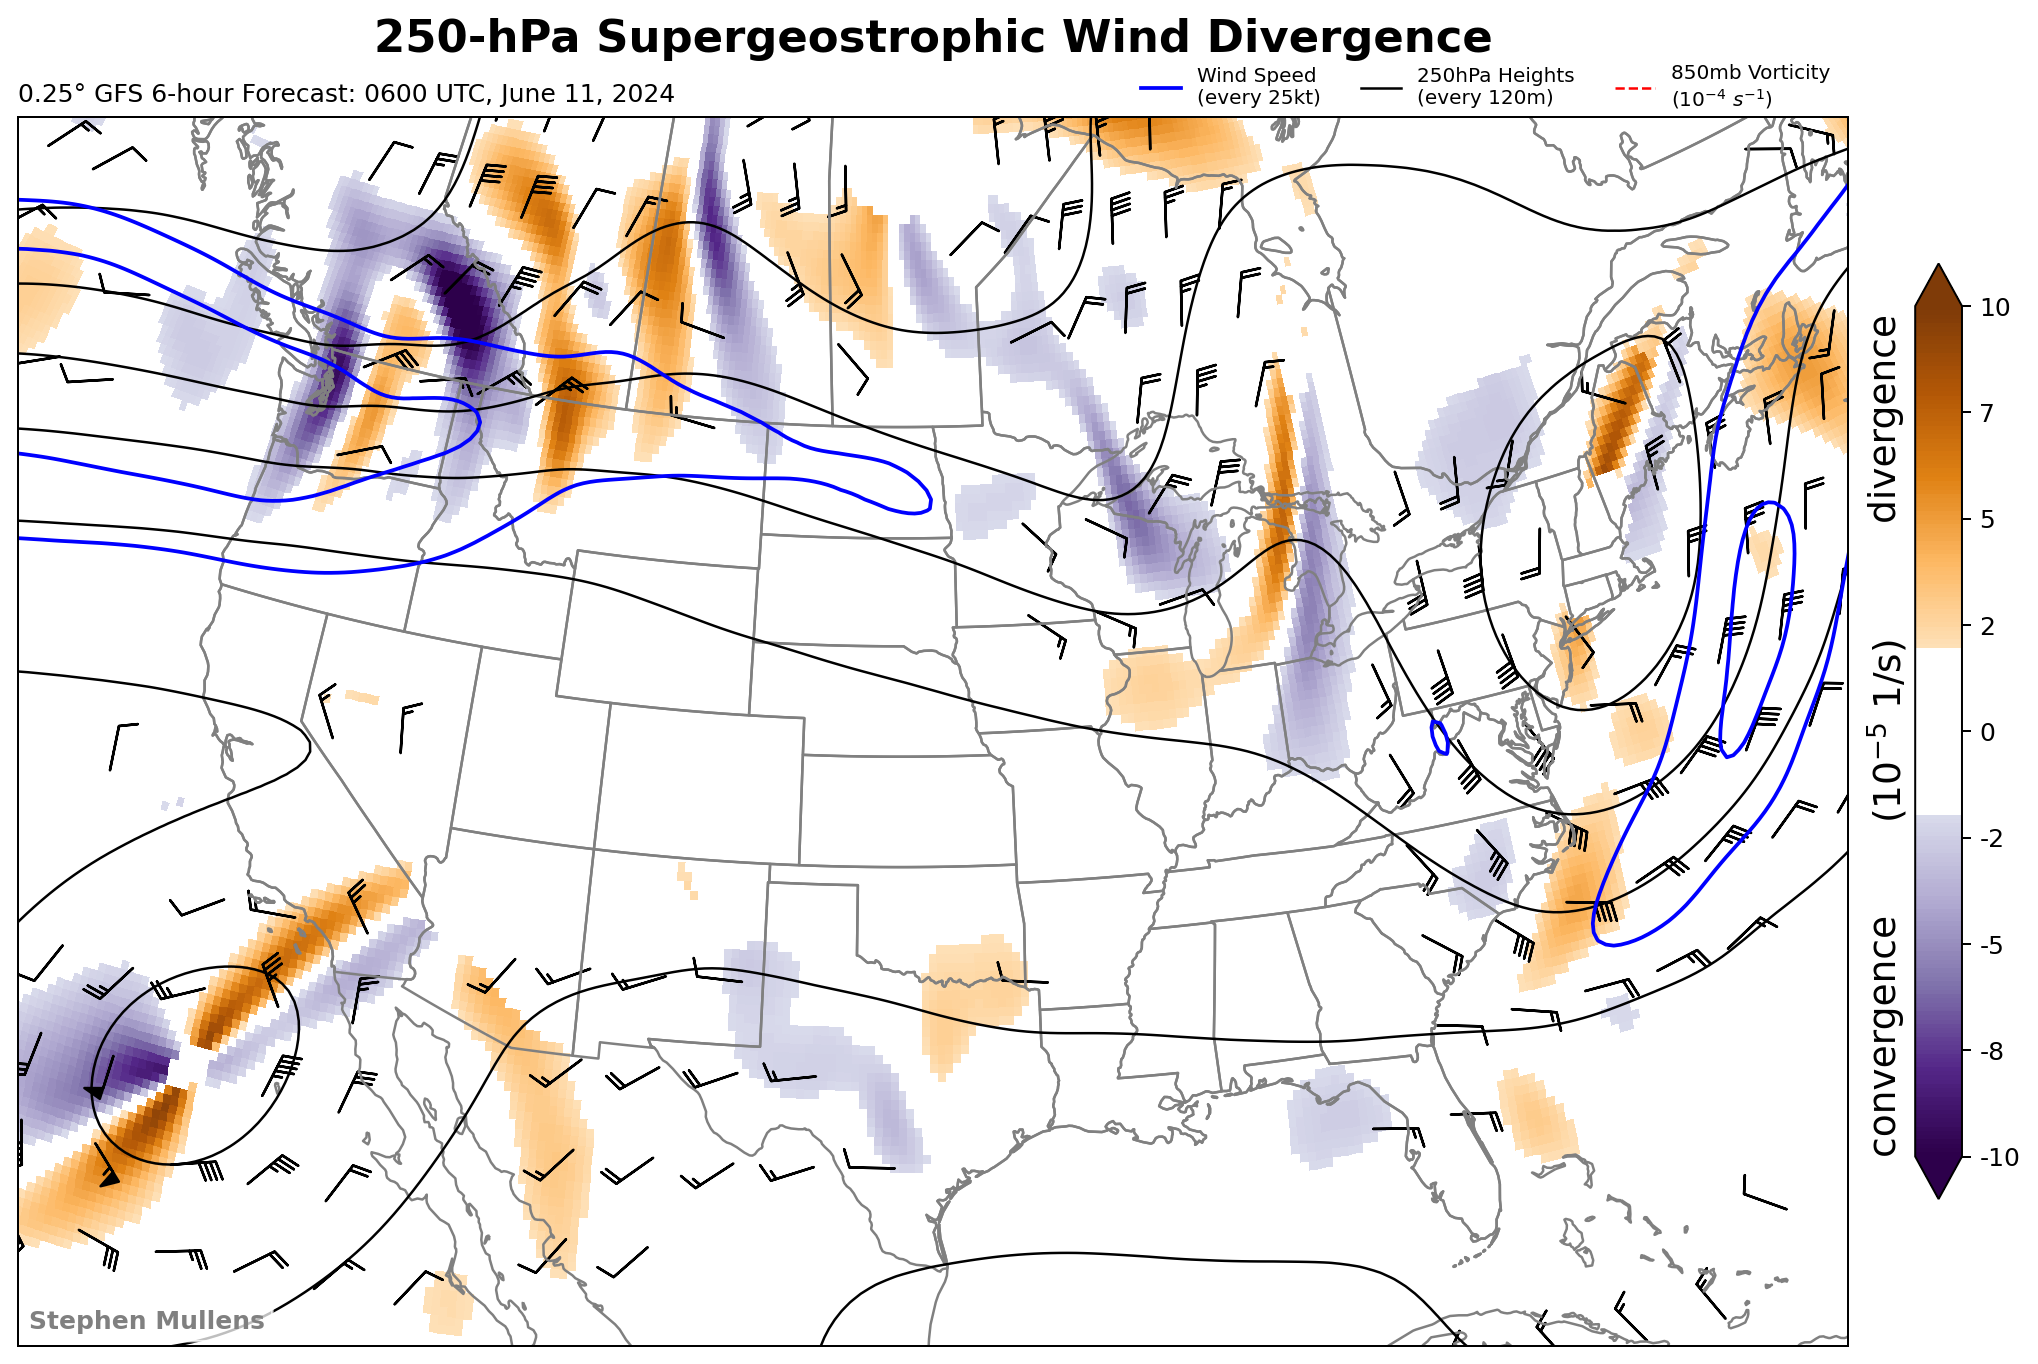 250-hPa Supergeostrophic Wind Divergence
0.25° GFS 6-hour Forecast: 0600 UTC, June 11, 2024
Wind Speed
(every 25kt)
250hPa Heights
(every 120m)
850mb Vorticity
(10⁻⁴ s⁻¹)
10
7
5
2
0
-2
-5
-8
-10
convergence (10⁻⁵ 1/s) divergence
Stephen Mullens